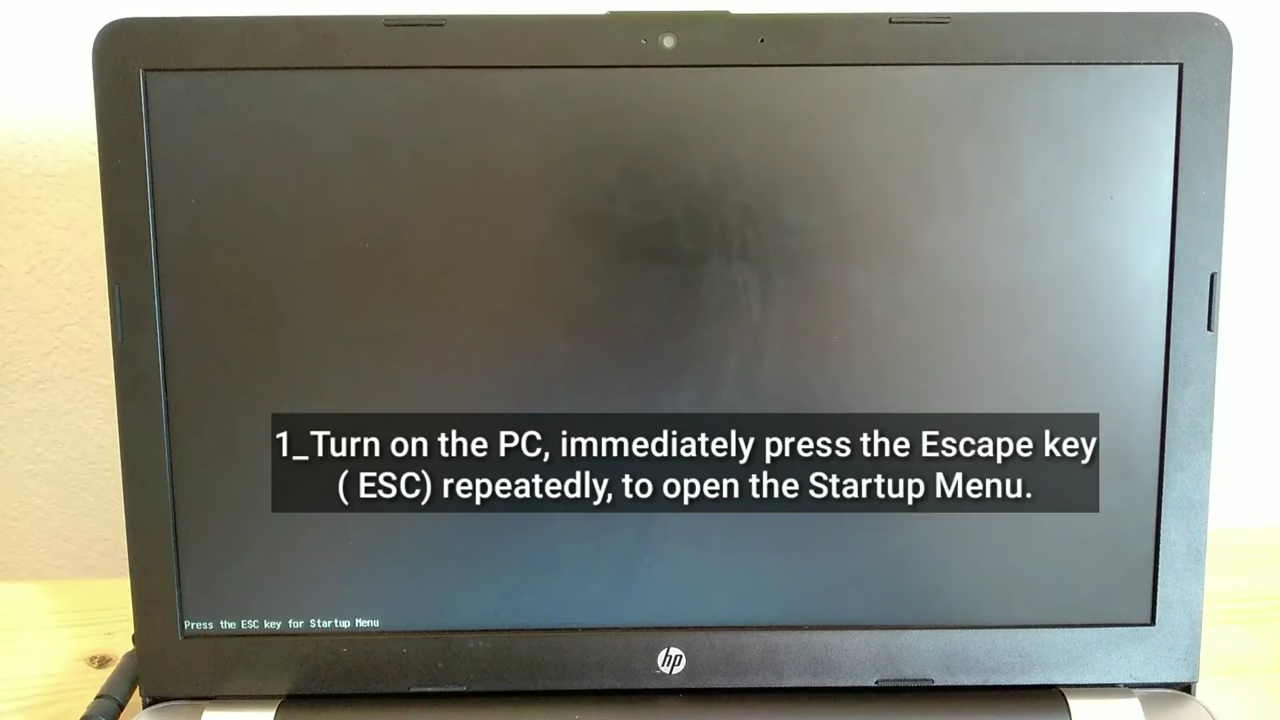 1_Turn on the PC, immediately press the Escape key
( ESC) repeatedly, to open the Startup Menu.
Press the ESC key for Startup Menu
hp